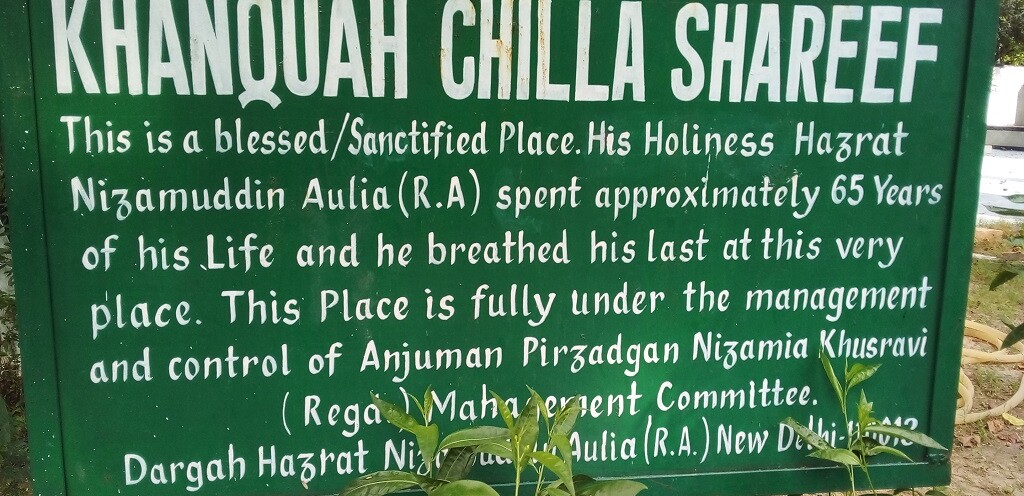 KHANQUAH CHILLA SHAREEF
This is a blessed/Sanctified Place. His Holiness Hazrat
Nizamuddin Aulia (R.A) spent approximately 65 Years
of his Life and he breathed his last at this very
place. This Place is fully under the management
and control of Anjuman Pirzadgan Nizamia Khusravi
Committee.
Dargah Hazrat Aulia (R.A.) New